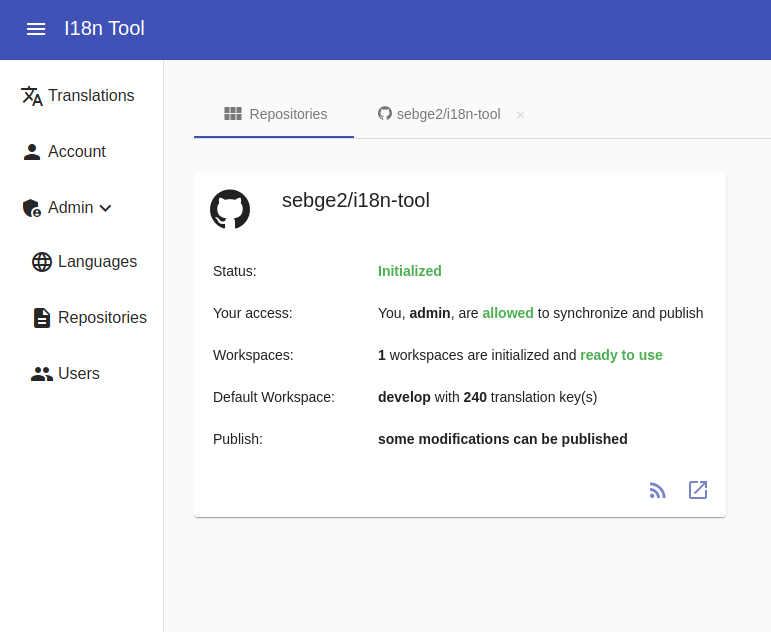 I18n Tool
Translations
Account
Admin
Languages
Repositories
Users
Repositories
sebge2/i18n-tool ×
sebge2/i18n-tool
Status: Initialized
Your access: You, admin, are allowed to synchronize and publish
Workspaces: 1 workspaces are initialized and ready to use
Default Workspace: develop with 240 translation key(s)
Publish: some modifications can be published